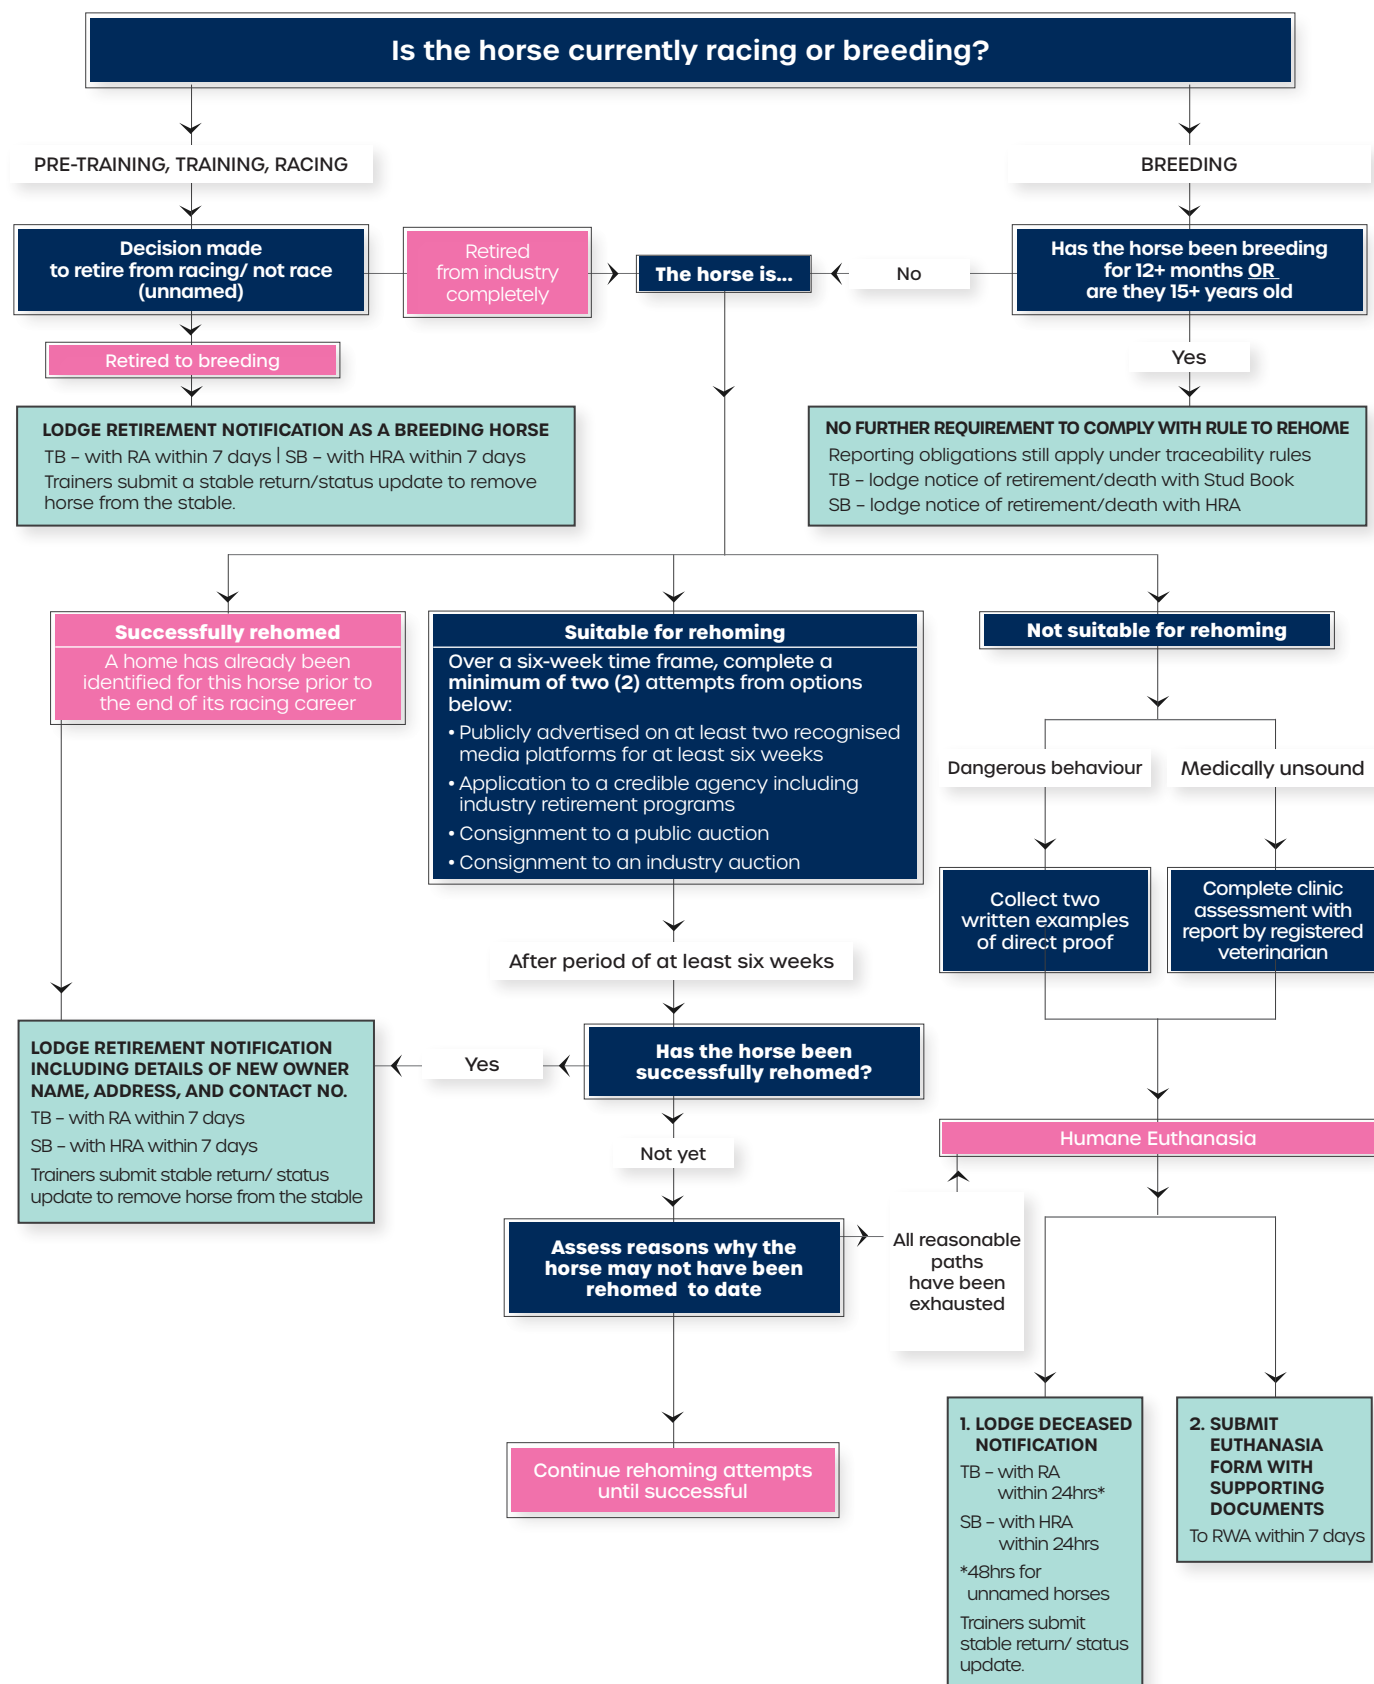 Is the horse currently racing or breeding?
PRE-TRAINING, TRAINING, RACING
BREEDING
Decision made
to retire from racing/ not race
(unnamed)
Retired
from industry
completely
The horse is...
No
Has the horse been breeding
for 12+ months OR
are they 15+ years old
Retired to breeding
Yes
LODGE RETIREMENT NOTIFICATION AS A BREEDING HORSE
TB – with RA within 7 days | SB – with HRA within 7 days
Trainers submit a stable return/status update to remove
horse from the stable.
NO FURTHER REQUIREMENT TO COMPLY WITH RULE TO REHOME
Reporting obligations still apply under traceability rules
TB – lodge notice of retirement/death with Stud Book
SB – lodge notice of retirement/death with HRA
Successfully rehomed
A home has already been
identified for this horse prior to
the end of its racing career
Suitable for rehoming
Over a six-week time frame, complete a
minimum of two (2) attempts from options
below:
• Publicly advertised on at least two recognised
media platforms for at least six weeks
• Application to a credible agency including
industry retirement programs
• Consignment to a public auction
• Consignment to an industry auction
Not suitable for rehoming
Dangerous behaviour
Medically unsound
Collect two
written examples
of direct proof
Complete clinic
assessment with
report by registered
veterinarian
After period of at least six weeks
LODGE RETIREMENT NOTIFICATION
INCLUDING DETAILS OF NEW OWNER
NAME, ADDRESS, AND CONTACT NO.
TB – with RA within 7 days
SB – with HRA within 7 days
Trainers submit stable return/ status
update to remove horse from the stable
Yes
Has the horse been
successfully rehomed?
Not yet
Humane Euthanasia
Assess reasons why the
horse may not have been
rehomed to date
All reasonable
paths
have been
exhausted
Continue rehoming attempts
until successful
1. LODGE DECEASED
NOTIFICATION
TB – with RA
within 24hrs*
SB – with HRA
within 24hrs
*48hrs for
unnamed horses
Trainers submit
stable return/ status
update.
2. SUBMIT
EUTHANASIA
FORM WITH
SUPPORTING
DOCUMENTS
To RWA within 7 days